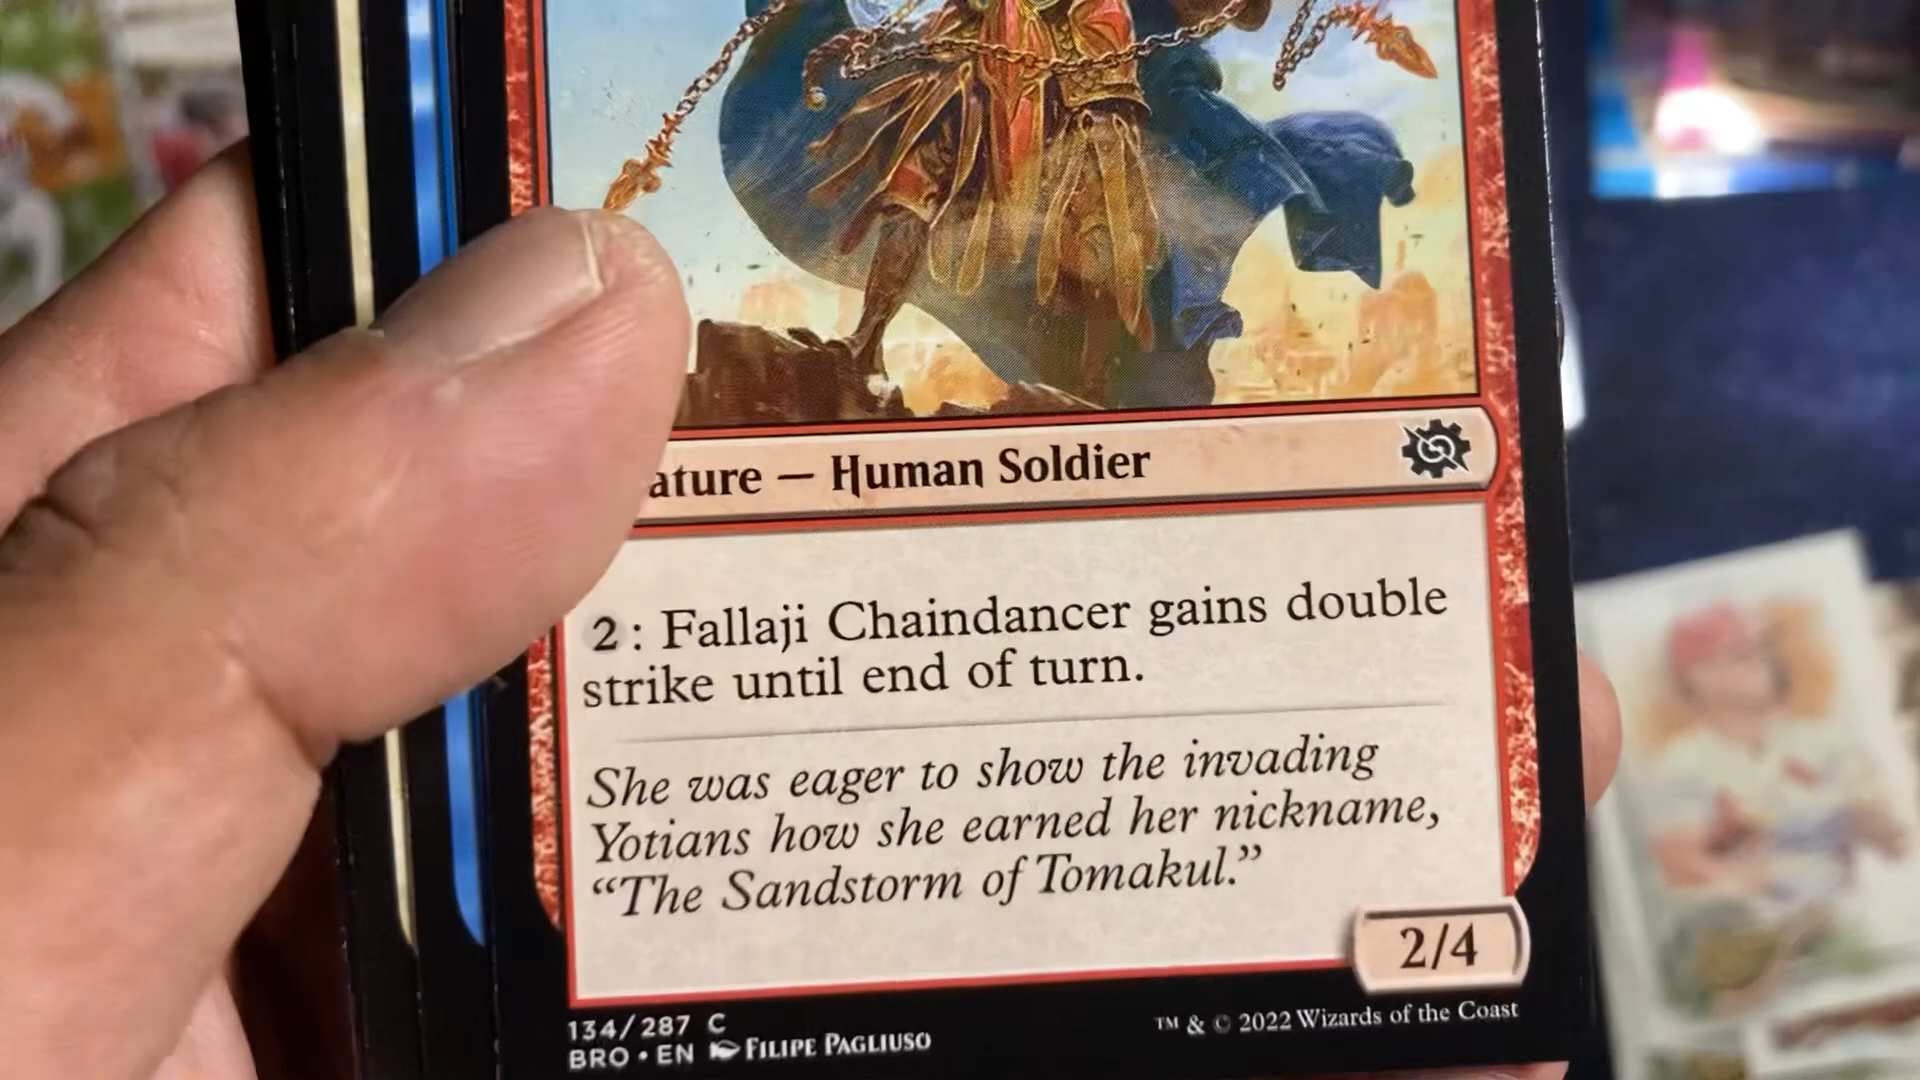 ature — Human Soldier
2: Fallaji Chaindancer gains double
strike until end of turn.
She was eager to show the invading
Yotians how she earned her nickname,
“The Sandstorm of Tomakul.”
2/4
134/287 C
BRO • EN FILIPE PAGLIUSO
™ & © 2022 Wizards of the Coast